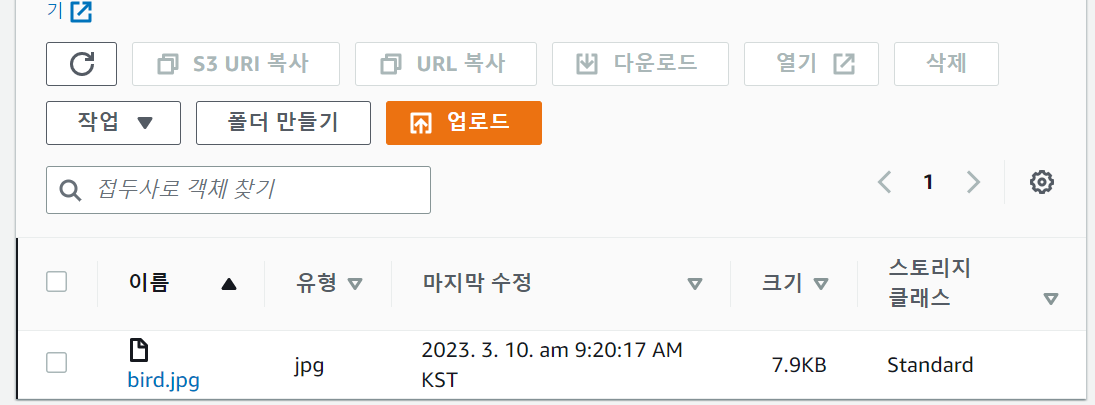 기
S3 URI 복사
URL 복사
다운로드
열기
삭제
작업
폴더 만들기
업로드
접두사로 객체 찾기
1
이름
유형
마지막 수정
크기
스토리지
클래스
bird.jpg
jpg
2023. 3. 10. am 9:20:17 AM
KST
7.9KB
Standard